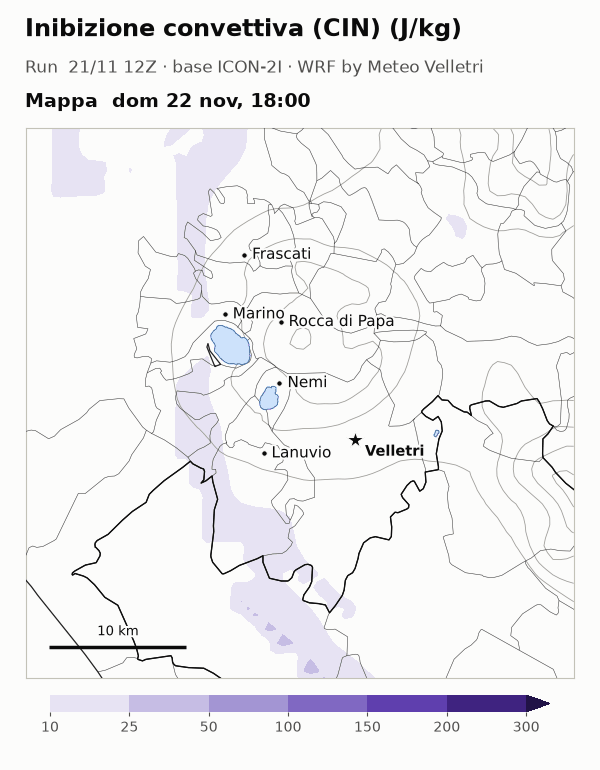 Inibizione convettiva (CIN) (J/kg)
Run  21/11 12Z · base ICON-2I · WRF by Meteo Velletri
Mappa  dom 22 nov, 18:00
Frascati
Marino
Rocca di Papa
Nemi
Velletri
Lanuvio
10 km
10 25 50 100 150 200 300